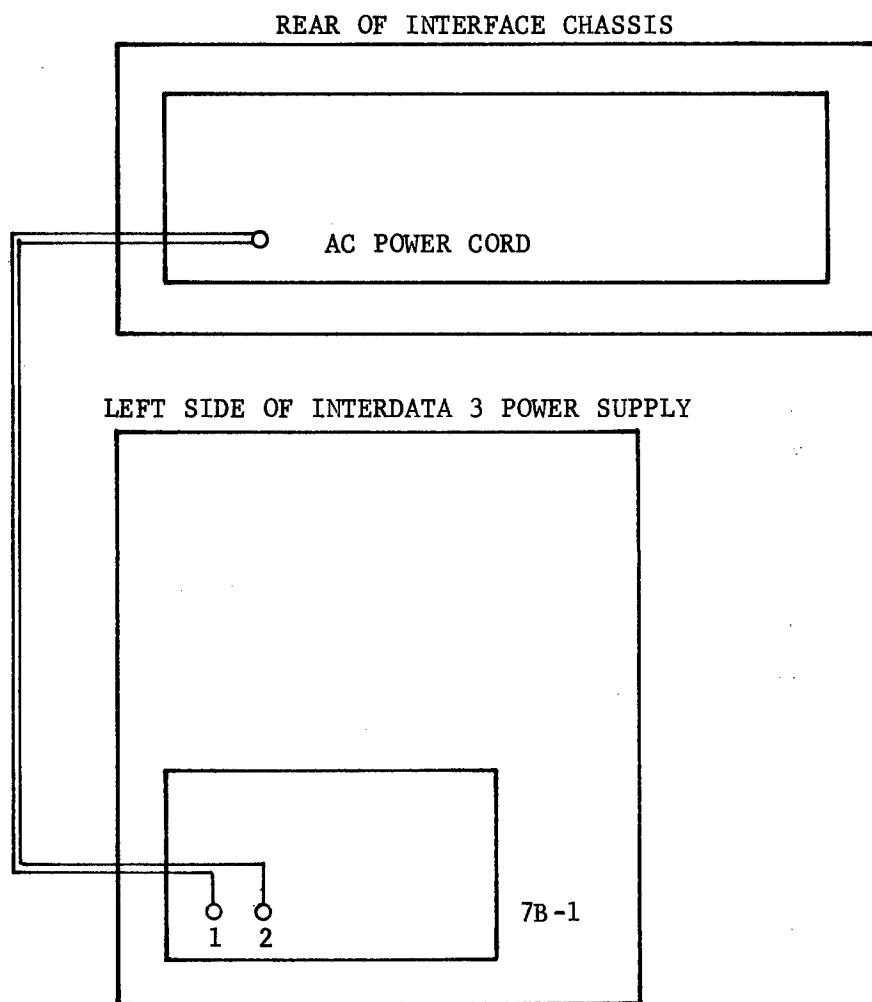 REAR OF INTERFACE CHASSIS
AC POWER CORD
LEFT SIDE OF INTERDATA 3 POWER SUPPLY
7B-1
1 2